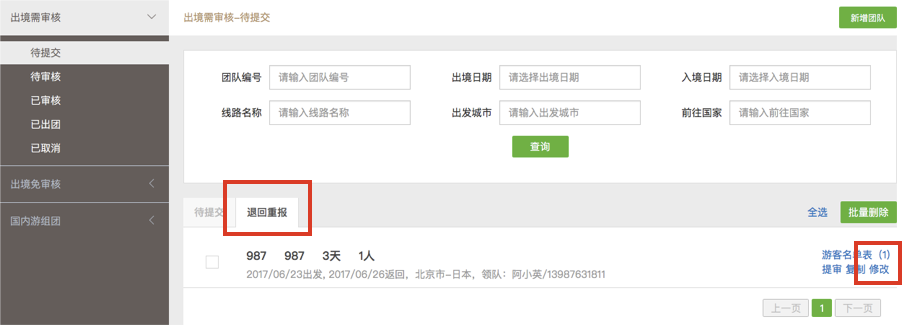 出境需审核
待提交
待审核
已审核
已出团
已取消
出境免审核
国内游组团
出境需审核-待提交
新增团队
团队编号 请输入团队编号 出境日期 请选择出境日期 入境日期 请选择入境日期
线路名称 请输入线路名称 出发城市 请输入出发城市 前往国家 请输入前往国家
查询
待提交 退回重报 全选 批量删除
987 987 3天 1人 游客名单表（1）
2017/06/23出发, 2017/06/26返回，北京市-日本，领队：阿小英/13987631811 提审 复制 修改
上一页 1 下一页